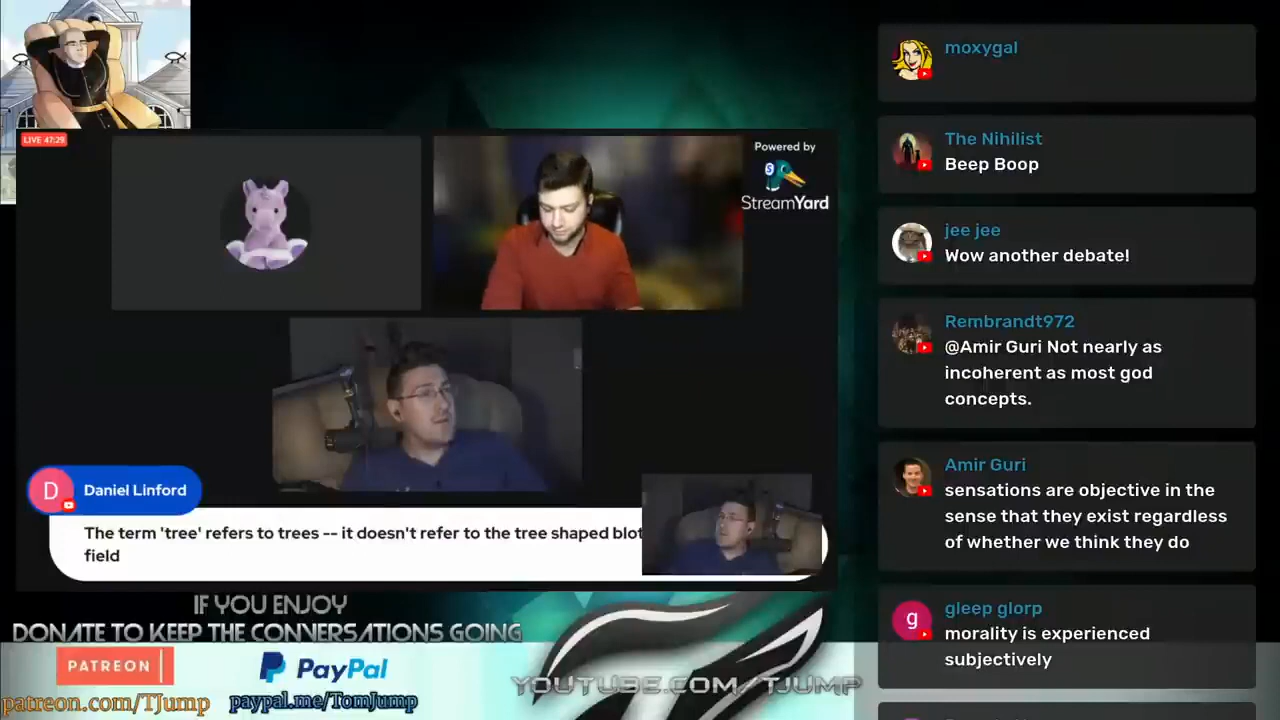 LIVE 47:29
Powered by
StreamYard
Daniel Linford
The term 'tree' refers to trees -- it doesn't refer to the tree shaped blot
field
IF YOU ENJOY
DONATE TO KEEP THE CONVERSATIONS GOING
PATREON
PayPal
patreon.com/TJump
paypal.me/TomJump
YOUTUBE.COM/TJUMP
moxygal
The Nihilist
Beep Boop
jee jee
Wow another debate!
Rembrandt972
@Amir Guri Not nearly as
incoherent as most god
concepts.
Amir Guri
sensations are objective in the
sense that they exist regardless
of whether we think they do
gleep glorp
morality is experienced
subjectively